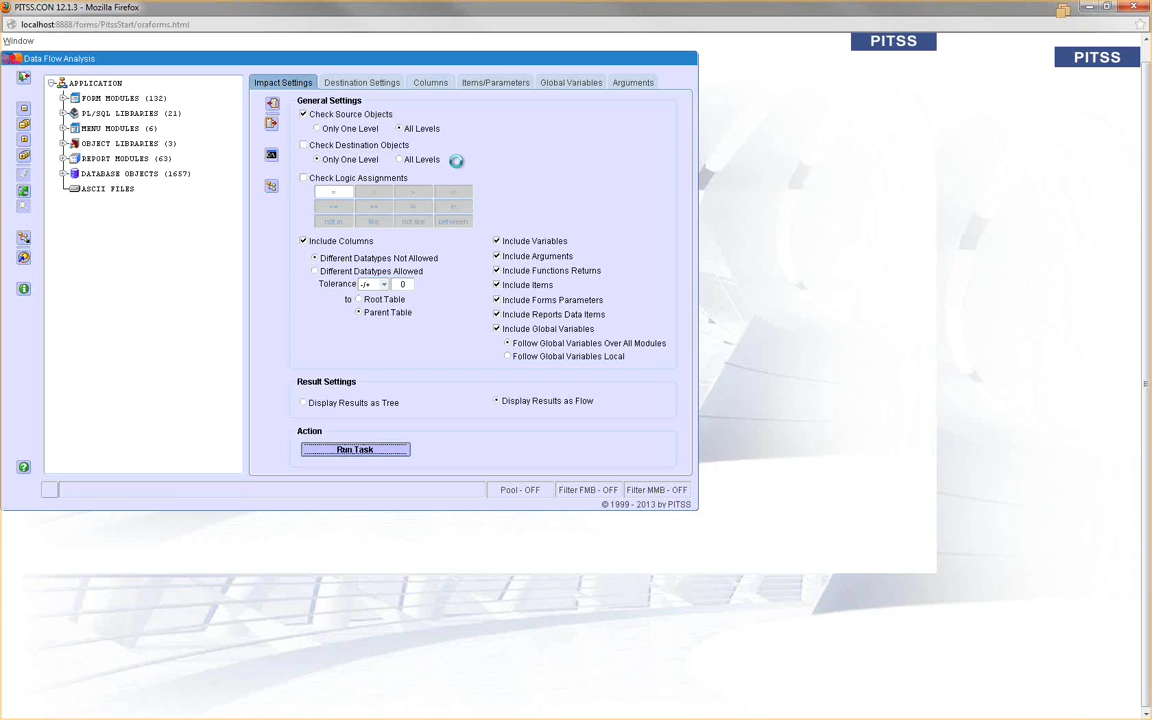 PITSS.CON 12.1.3 - Mozilla Firefox
localhost:8888/forms/PitssStart/oraforms.html
Window
PITSS
PITSS
Data Flow Analysis
APPLICATION
FORM MODULES (132)
PL/SQL LIBRARIES (21)
MENU MODULES (6)
OBJECT LIBRARIES (3)
REPORT MODULES (63)
DATABASE OBJECTS (1657)
ASCII FILES
Impact Settings Destination Settings Columns Items/Parameters Global Variables Arguments
General Settings
Check Source Objects
Only One Level All Levels
Check Destination Objects
Only One Level All Levels
Check Logic Assignments
not in like not like between
Include Columns
Different Datatypes Not Allowed
Different Datatypes Allowed
Tolerance -/+ 0
to Root Table
Parent Table
Include Variables
Include Arguments
Include Functions Returns
Include Items
Include Forms Parameters
Include Reports Data Items
Include Global Variables
Follow Global Variables Over All Modules
Follow Global Variables Local
Result Settings
Display Results as Tree Display Results as Flow
Action
Run Task
Pool - OFF Filter FMB - OFF Filter MMB - OFF
© 1999 - 2013 by PITSS